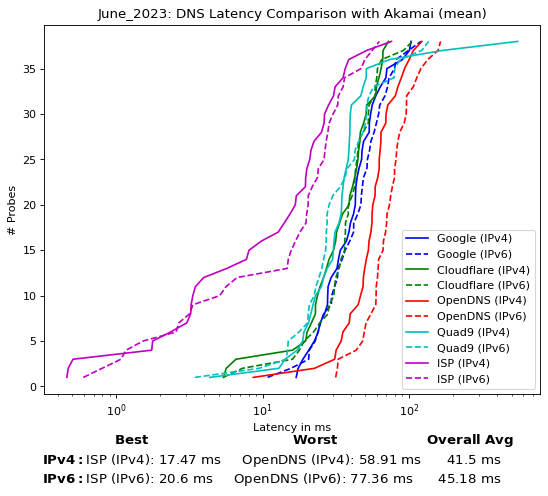 June_2023: DNS Latency Comparison with Akamai (mean)
# Probes
35
30
25
20
15
10
5
0
10^0
10^1
10^2
Latency in ms
Google (IPv4)
Google (IPv6)
Cloudflare (IPv4)
Cloudflare (IPv6)
OpenDNS (IPv4)
OpenDNS (IPv6)
Quad9 (IPv4)
Quad9 (IPv6)
ISP (IPv4)
ISP (IPv6)
Best Worst Overall Avg
IPv4: ISP (IPv4): 17.47 ms OpenDNS (IPv4): 58.91 ms 41.5 ms
IPv6: ISP (IPv6): 20.6 ms OpenDNS (IPv6): 77.36 ms 45.18 ms